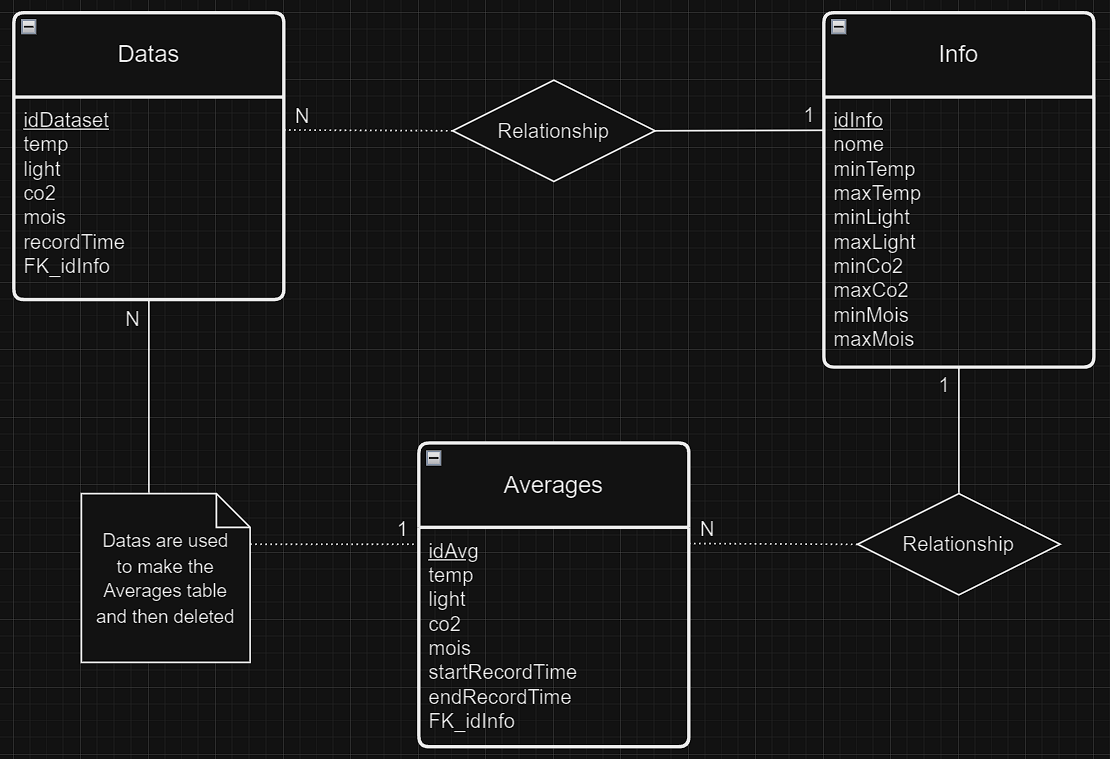 Datas
idDataset
temp
light
co2
mois
recordTime
FK_idInfo
N
Relationship
1
Info
idInfo
nome
minTemp
maxTemp
minLight
maxLight
minCo2
maxCo2
minMois
maxMois
N
1
Datas are used
to make the
Averages table
and then deleted
1
Averages
idAvg
temp
light
co2
mois
startRecordTime
endRecordTime
FK_idInfo
N
Relationship